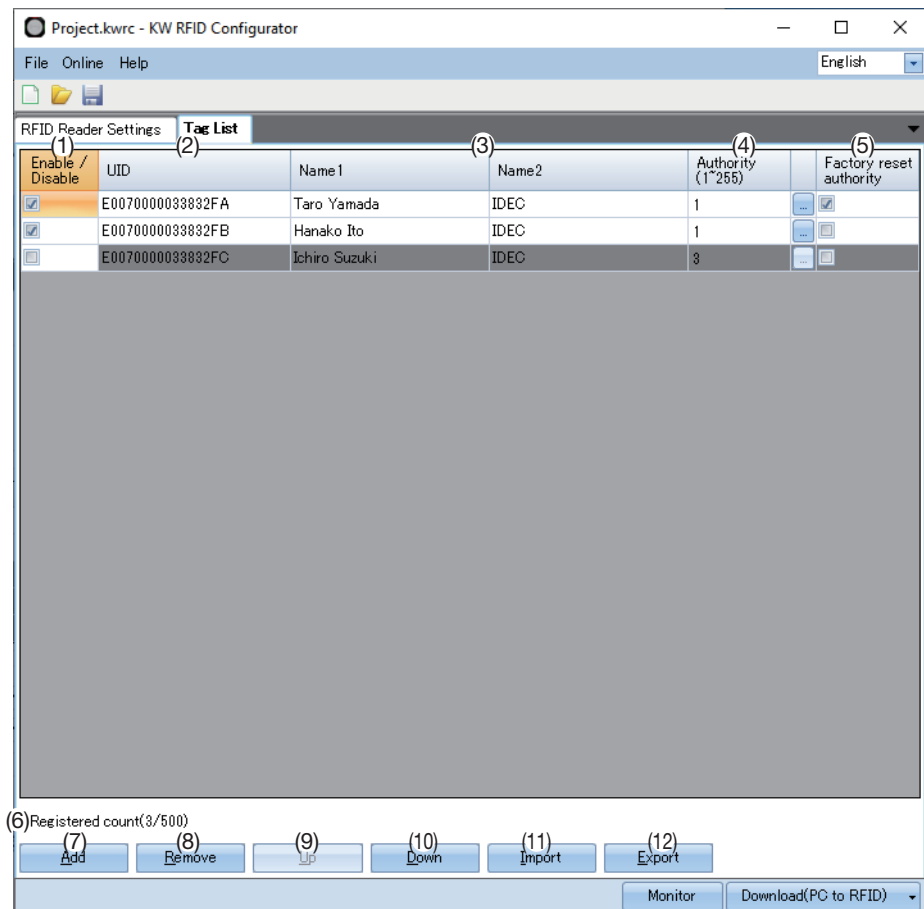 Project.kwrc - KW RFID Configurator
File Online Help English
RFID Reader Settings Tag List
(1) (2) (3) (4) (5)
Enable / Disable UID Name1 Name2 Authority (1~255) Factory reset authority
E0070000033832FA Taro Yamada IDEC 1 ...
E0070000033832FB Hanako Ito IDEC 1 ...
E0070000033832FC Ichiro Suzuki IDEC 3 ...
(6) Registered count(3/500)
(7) (8) (9) (10) (11) (12)
Add Remove Up Down Import Export
Monitor Download(PC to RFID)